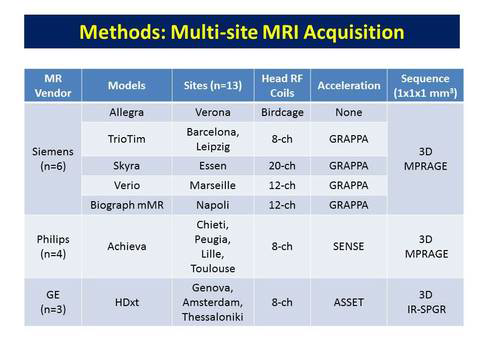 Methods: Multi-site MRI Acquisition
MR Vendor Models Sites (n=13) Head RF Coils Acceleration Sequence (1x1x1 mm³)
Siemens (n=6) Allegra Verona Birdcage None 3D MPRAGE
TrioTim Barcelona, Leipzig 8-ch GRAPPA
Skyra Essen 20-ch GRAPPA
Verio Marseille 12-ch GRAPPA
Biograph mMR Napoli 12-ch GRAPPA
Philips (n=4) Achieva Chieti, Peugia, Lille, Toulouse 8-ch SENSE 3D MPRAGE
GE (n=3) HDxt Genova, Amsterdam, Thessaloniki 8-ch ASSET 3D IR-SPGR